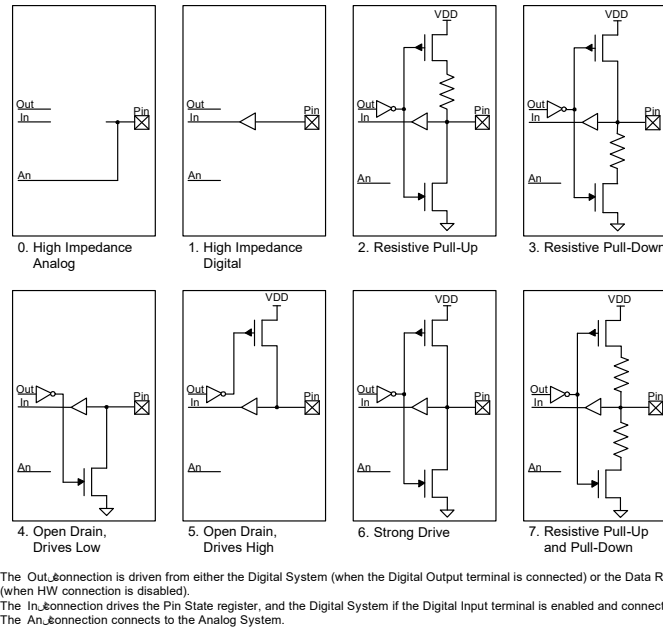 VDD
VDD
Out
In
Pin
An
Out
In
Pin
An
Out
In
Pin
An
Out
In
Pin
An
0. High Impedance
Analog
1. High Impedance
Digital
2. Resistive Pull-Up
3. Resistive Pull-Down
VDD
VDD
VDD
Out
In
Pin
An
Out
In
Pin
An
Out
In
Pin
An
Out
In
Pin
An
4. Open Drain,
Drives Low
5. Open Drain,
Drives High
6. Strong Drive
7. Resistive Pull-Up
and Pull-Down
The Out connection is driven from either the Digital System (when the Digital Output terminal is connected) or the Data R
(when HW connection is disabled).
The In connection drives the Pin State register, and the Digital System if the Digital Input terminal is enabled and connect
The An connection connects to the Analog System.